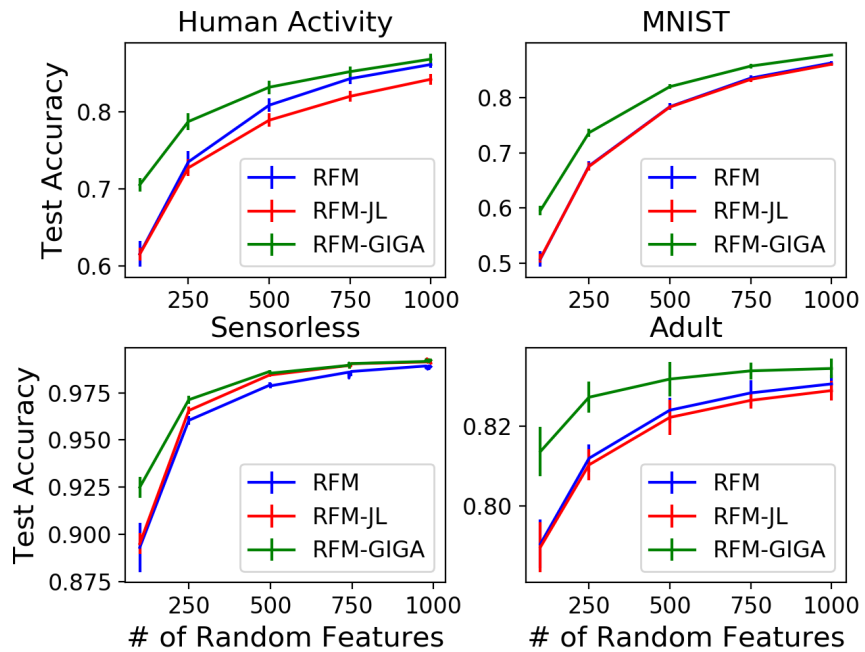 Human Activity
MNIST
Test Accuracy
0.8
0.7
0.6
RFM
RFM-JL
RFM-GIGA
250 500 750 1000
0.8
0.7
0.6
0.5
RFM
RFM-JL
RFM-GIGA
250 500 750 1000
Sensorless
Adult
Test Accuracy
0.975
0.950
0.925
0.900
0.875
RFM
RFM-JL
RFM-GIGA
250 500 750 1000
# of Random Features
0.82
0.80
RFM
RFM-JL
RFM-GIGA
250 500 750 1000
# of Random Features